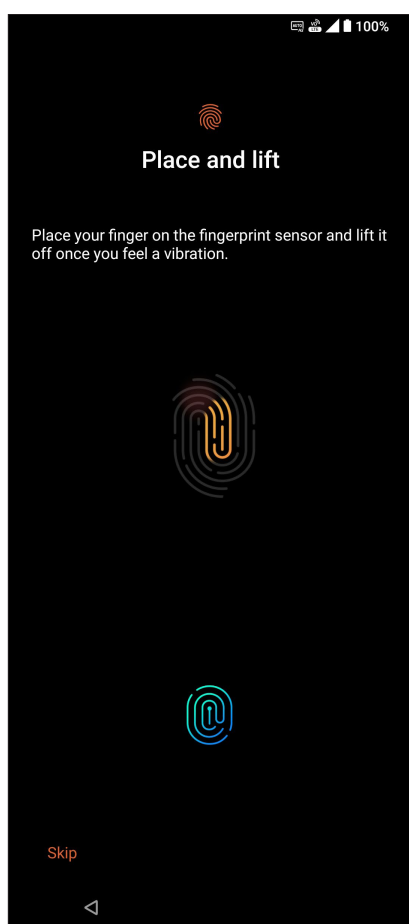 100%
Place and lift
Place your finger on the fingerprint sensor and lift it
off once you feel a vibration.
Skip